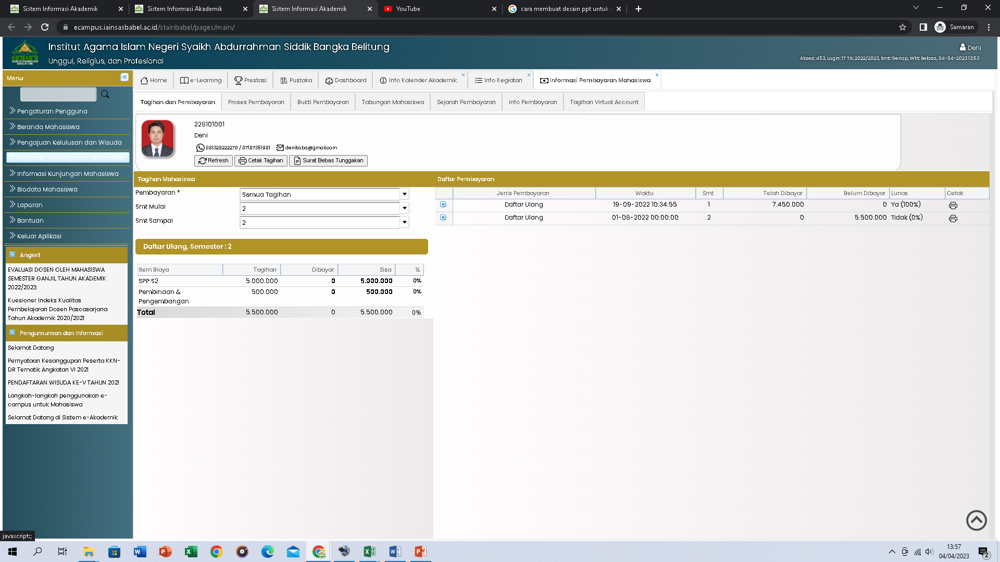 Sistem Informasi Akademik
Sistem Informasi Akademik
Sistem Informasi Akademik
YouTube
cara membuat desain ppt untuk
ecampus.iainsasbabel.ac.id/stainbabel/pages/main/
Samaran
Institut Agama Islam Negeri Syaikh Abdurrahman Siddik Bangka Belitung
Unggul, Religius, dan Profesional
Deni
Akses: 453, Login: 17 TA: 2022/2023, Smt: Genap, Wkt: Selasa, 04-04-2023 13:53
Menu
Home
e-Learning
Prestasi
Pustaka
Dashboard
Info Kalender Akademik
Info Kegiatan
Informasi Pembayaran Mahasiswa
Tagihan dan Pembayaran
Proses Pembayaran
Bukti Pembayaran
Tabungan Mahasiswa
Sejarah Pembayaran
Info Pembayaran
Tagihan Virtual Account
Pengaturan Pengguna
Beranda Mahasiswa
Pengajuan Kelulusan dan Wisuda
Informasi Pembayaran Mahasiswa
Informasi Kunjungan Mahasiswa
Biodata Mahasiswa
Laporan
Bantuan
Keluar Aplikasi
Angket
EVALUASI DOSEN OLEH MAHASISWA
SEMESTER GANJIL TAHUN AKADEMIK
2022/2023
Kuesioner Indeks Kualitas
Pembelajaran Dosen Pascasarjana
Tahun Akademik 2020/2021
Pengumuman dan Informasi
Selamat Datang
Pernyataan Kesanggupan Peserta KKN-
DR Tematik Angkatan VI 2021
PENDAFTARAN WISUDA KE-V TAHUN 2021
Langkah-langkah penggunakan e-
campus untuk Mahasiswa
Selamat Datang di Sistem e-Akademik
228101001
Deni
081328222270 / 07187351981 denikaba@gmail.com
Refresh
Cetak Tagihan
Surat Bebas Tunggakan
Tagihan Mahasiswa
Pembayaran * Semua Tagihan
Smt Mulai 2
Smt Sampai 2
Daftar Ulang, Semester : 2
Item Biaya Tagihan Dibayar Sisa %
SPP S2 5.000.000 0 5.000.000 0%
Pembinaan & 500.000 0 500.000 0%
Pengembangan
Total 5.500.000 0 5.500.000 0%
Daftar Pembayaran
Jenis Pembayaran Waktu Smt Telah Dibayar Belum Dibayar Lunas Cetak
Daftar Ulang 19-09-2022 10:34:55 1 7.450.000 0 Ya (100%)
Daftar Ulang 01-08-2022 00:00:00 2 0 5.500.000 Tidak (0%)
javascript:;
13:57
04/04/2023
2